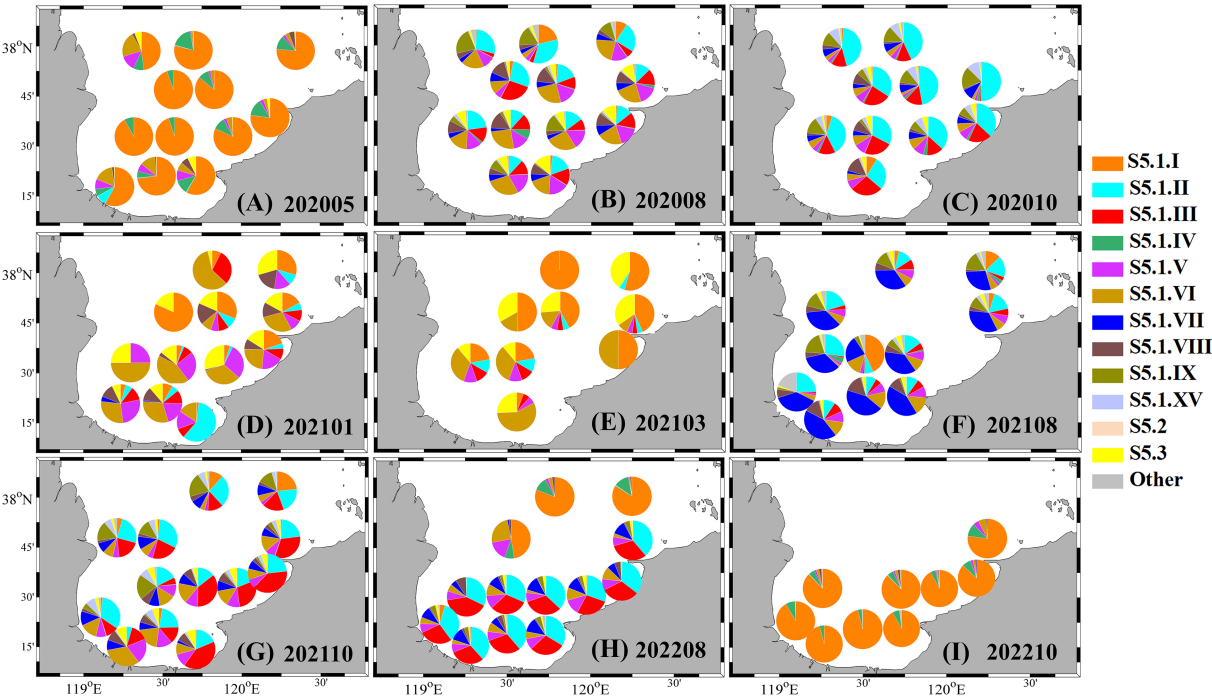 38°N
45'
30'
15'
(A) 202005
(B) 202008
(C) 202010
38°N
45'
30'
15'
(D) 202101
(E) 202103
(F) 202108
38°N
45'
30'
15'
(G) 202110
(H) 202208
(I) 202210
119°E 30' 120°E 30'
119°E 30' 120°E 30'
119°E 30' 120°E 30'
S5.1.I
S5.1.II
S5.1.III
S5.1.IV
S5.1.V
S5.1.VI
S5.1.VII
S5.1.VIII
S5.1.IX
S5.1.XV
S5.2
S5.3
Other